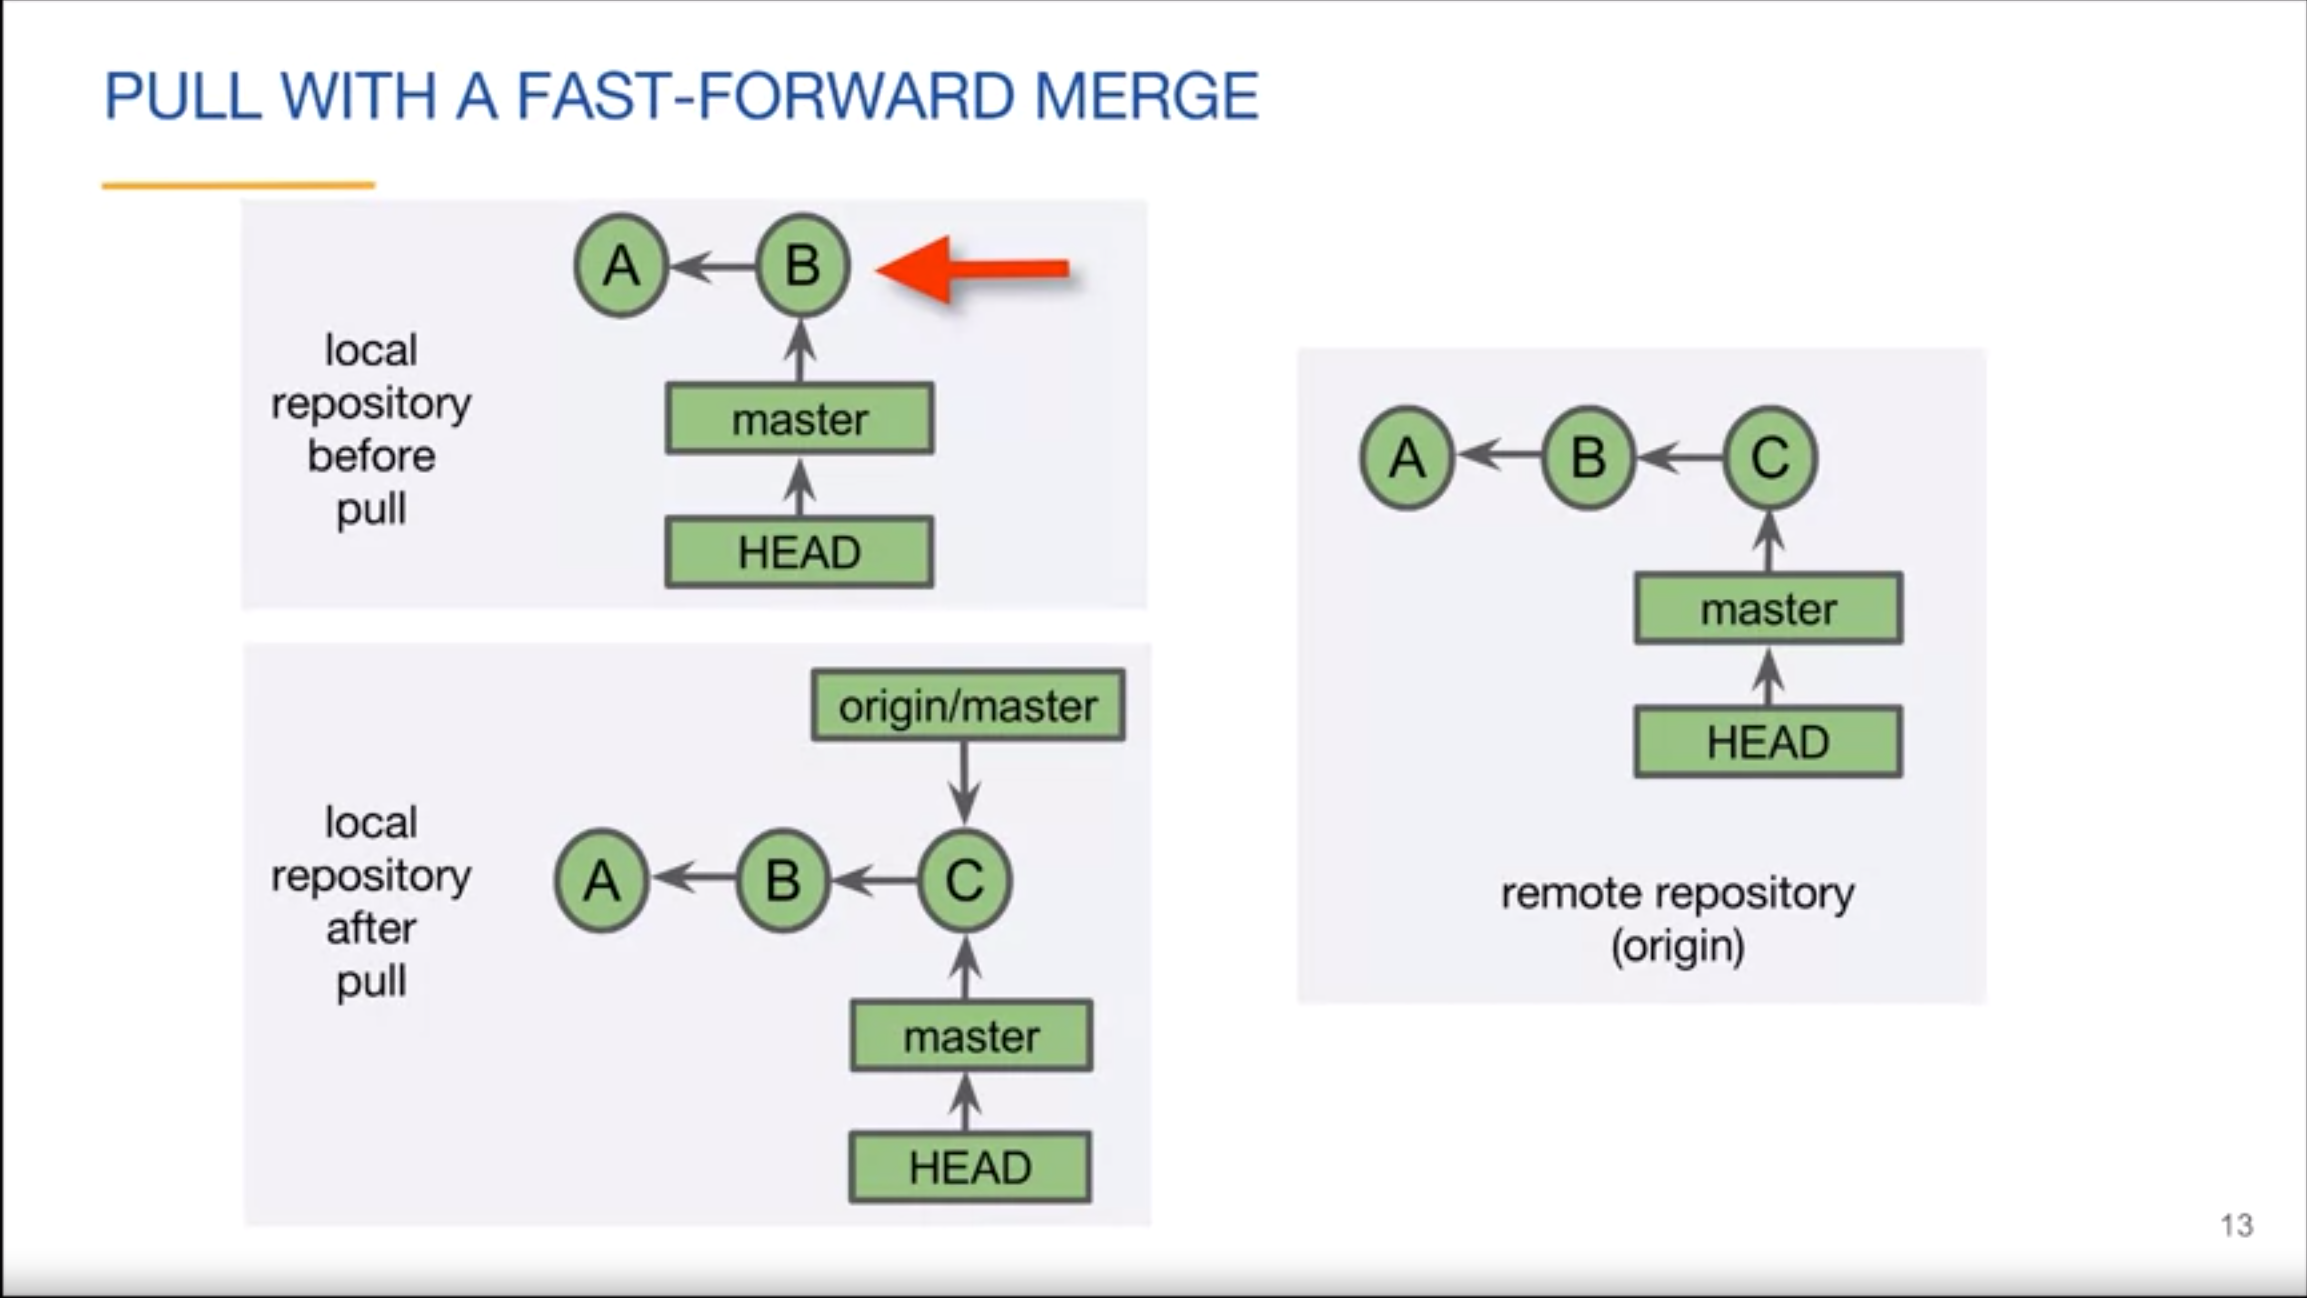 PULL WITH A FAST-FORWARD MERGE
A
B
local
repository
before
pull
master
HEAD
origin/master
local
repository
after
pull
A
B
C
master
HEAD
A
B
C
master
HEAD
remote repository
(origin)
13